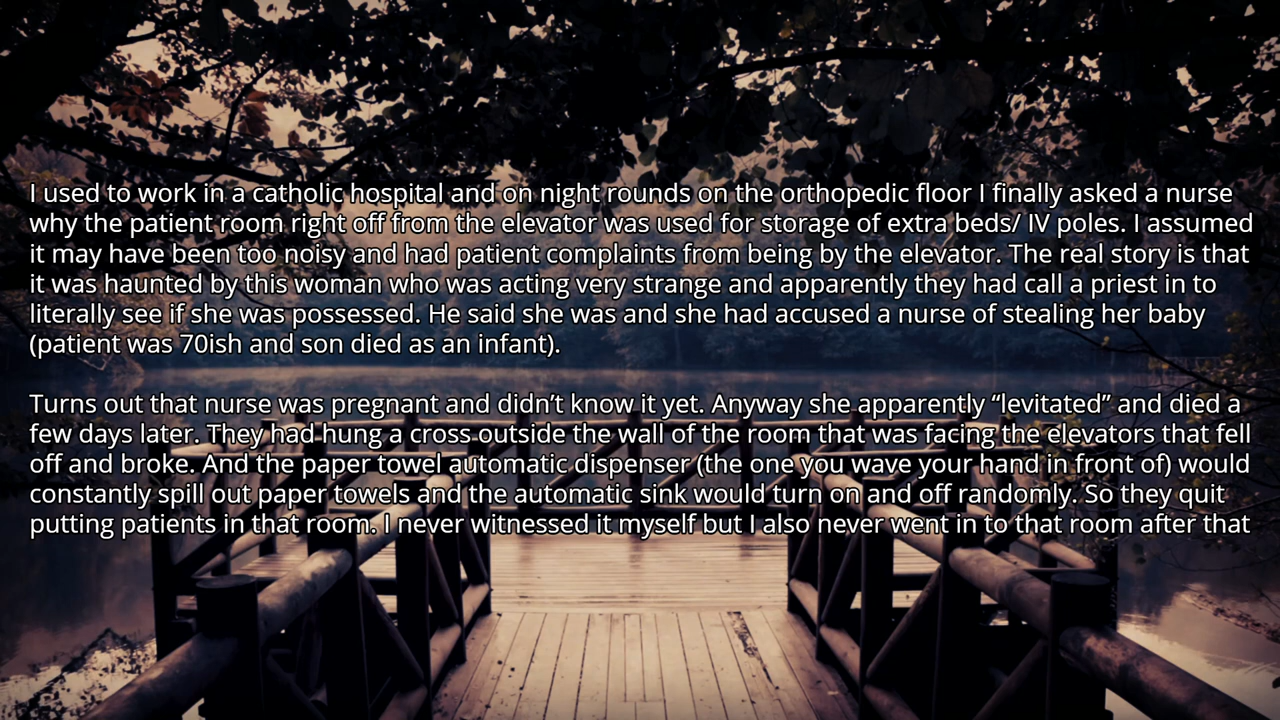 I used to work in a catholic hospital and on night rounds on the orthopedic floor I finally asked a nurse
why the patient room right off from the elevator was used for storage of extra beds/ IV poles. I assumed
it may have been too noisy and had patient complaints from being by the elevator. The real story is that
it was haunted by this woman who was acting very strange and apparently they had call a priest in to
literally see if she was possessed. He said she was and she had accused a nurse of stealing her baby
(patient was 70ish and son died as an infant).
Turns out that nurse was pregnant and didn’t know it yet. Anyway she apparently “levitated” and died a
few days later. They had hung a cross outside the wall of the room that was facing the elevators that fell
off and broke. And the paper towel automatic dispenser (the one you wave your hand in front of) would
constantly spill out paper towels and the automatic sink would turn on and off randomly. So they quit
putting patients in that room. I never witnessed it myself but I also never went in to that room after that